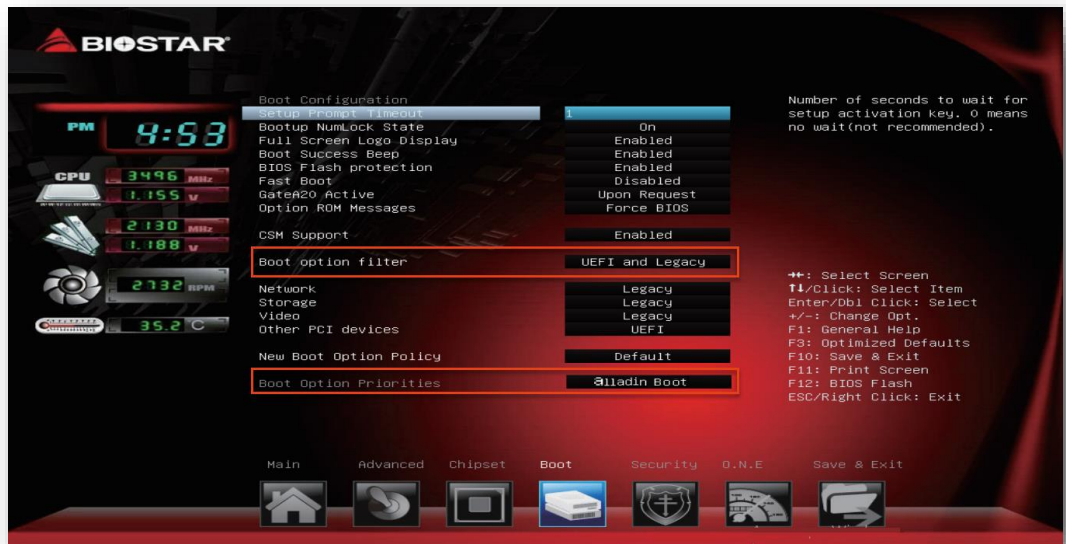 BIOSTAR
Boot Configuration
Setup Prompt Timeout 1
Bootup NumLock State On
Full Screen Logo Display Enabled
Boot Success Beep Enabled
BIOS Flash protection Enabled
Fast Boot Disabled
GateA20 Active Upon Request
Option ROM Messages Force BIOS
CSM Support Enabled
Boot option filter UEFI and Legacy
Network Legacy
Storage Legacy
Video Legacy
Other PCI devices UEFI
New Boot Option Policy Default
Boot Option Priorities alladin Boot
PM 4:53
CPU 3496 MHz
1.155 V
2130 MHz
1.188 V
2732 RPM
35.2 C
Number of seconds to wait for
setup activation key. 0 means
no wait(not recommended).
→←: Select Screen
↑↓/Click: Select Item
Enter/Dbl Click: Select
+/-: Change Opt.
F1: General Help
F3: Optimized Defaults
F10: Save & Exit
F11: Print Screen
F12: BIOS Flash
ESC/Right Click: Exit
Main Advanced Chipset Boot Security O.N.E Save & Exit